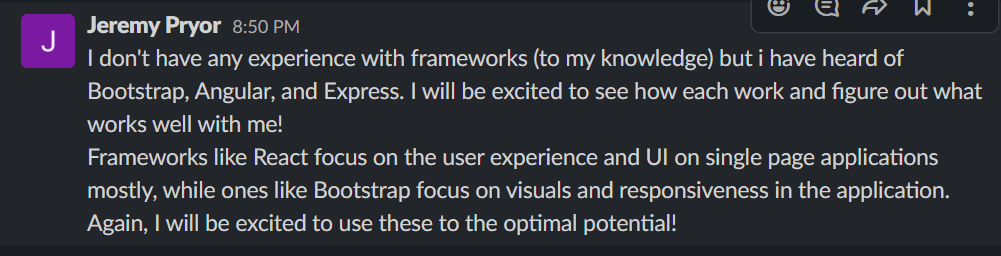 J
Jeremy Pryor 8:50 PM
I don't have any experience with frameworks (to my knowledge) but i have heard of
Bootstrap, Angular, and Express. I will be excited to see how each work and figure out what
works well with me!
Frameworks like React focus on the user experience and UI on single page applications
mostly, while ones like Bootstrap focus on visuals and responsiveness in the application.
Again, I will be excited to use these to the optimal potential!